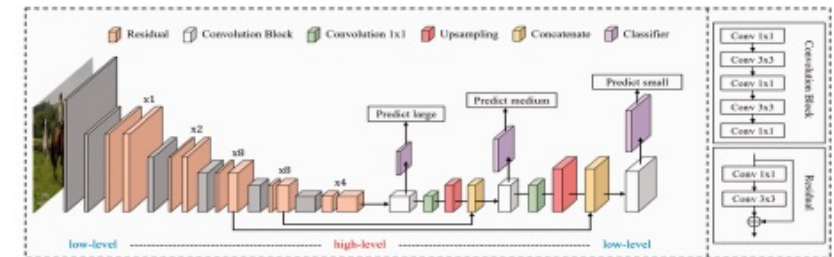 Residual Convolution Block Convolution 1x1 Upsampling Concatenate Classifier
x1
x2
x8
x8
x4
Predict large
Predict medium
Predict small
low-level high-level low-level
Conv 1x1
Conv 3x3
Conv 1x1
Conv 3x3
Conv 1x1
Convolution Block
Conv 1x1
Conv 3x3
Residual